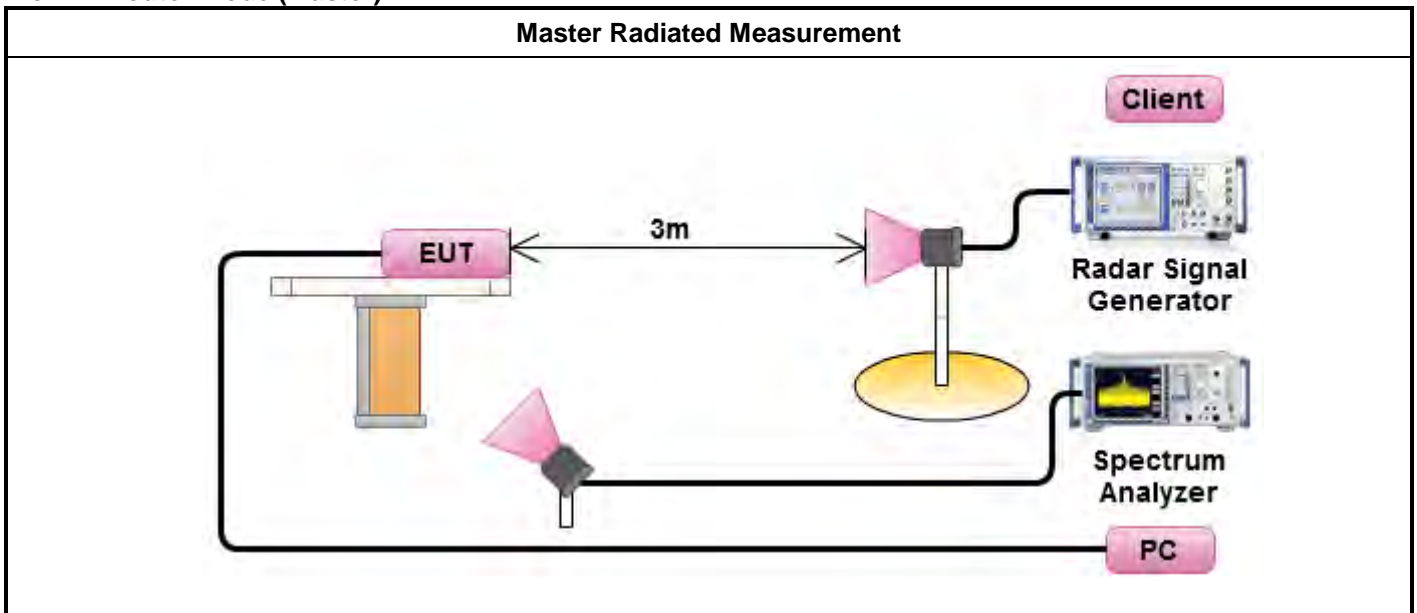 Master Radiated Measurement
Client
3m
EUT
Radar Signal
Generator
Spectrum
Analyzer
PC